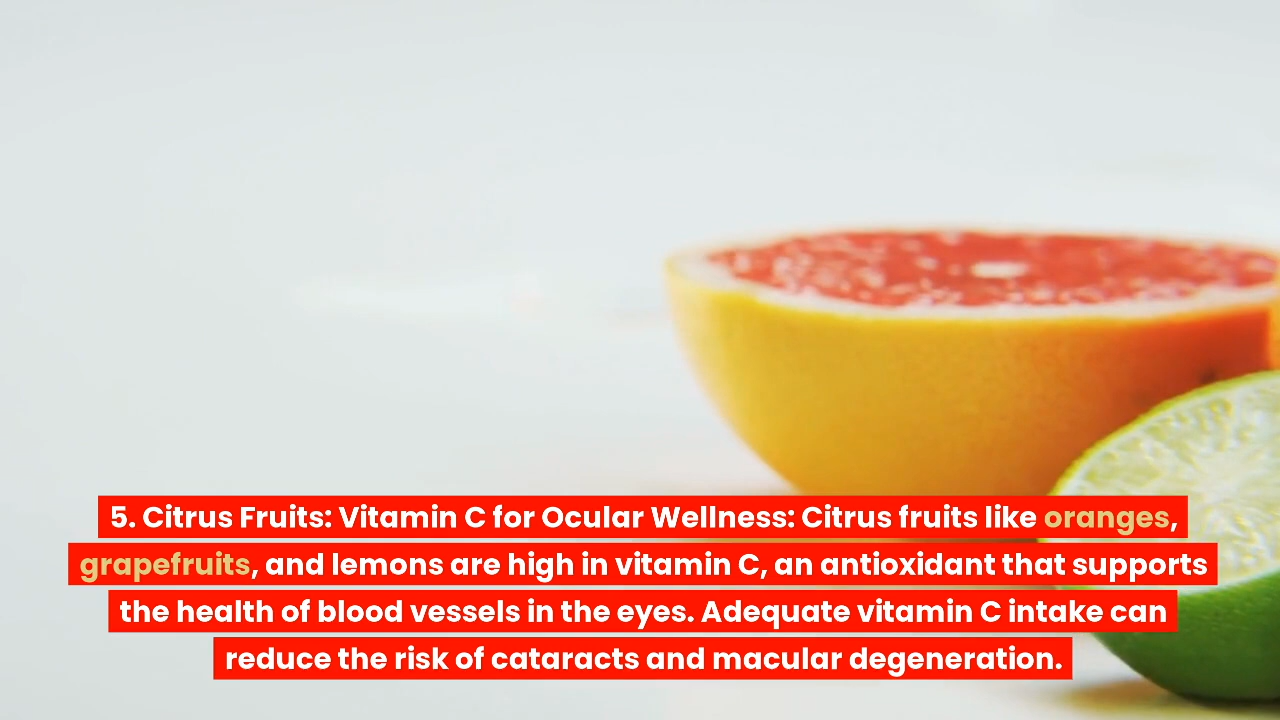 5. Citrus Fruits: Vitamin C for Ocular Wellness: Citrus fruits like oranges,
grapefruits, and lemons are high in vitamin C, an antioxidant that supports
the health of blood vessels in the eyes. Adequate vitamin C intake can
reduce the risk of cataracts and macular degeneration.